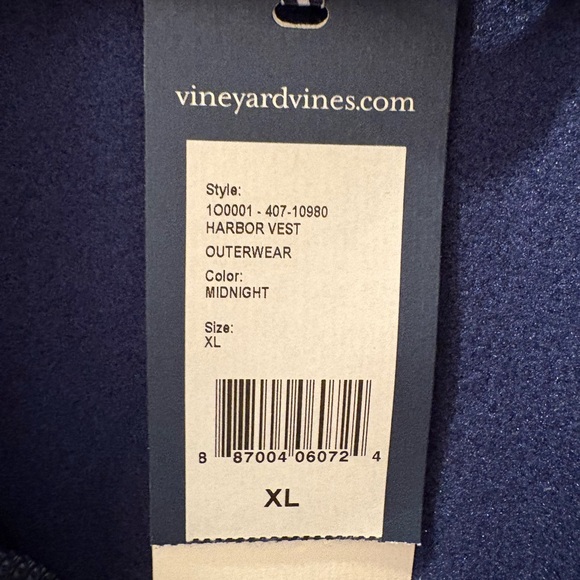 vineyardvines.com
Style:
1O0001 - 407-10980
HARBOR VEST
OUTERWEAR
Color:
MIDNIGHT
Size:
XL
8 87004 06072 4
XL